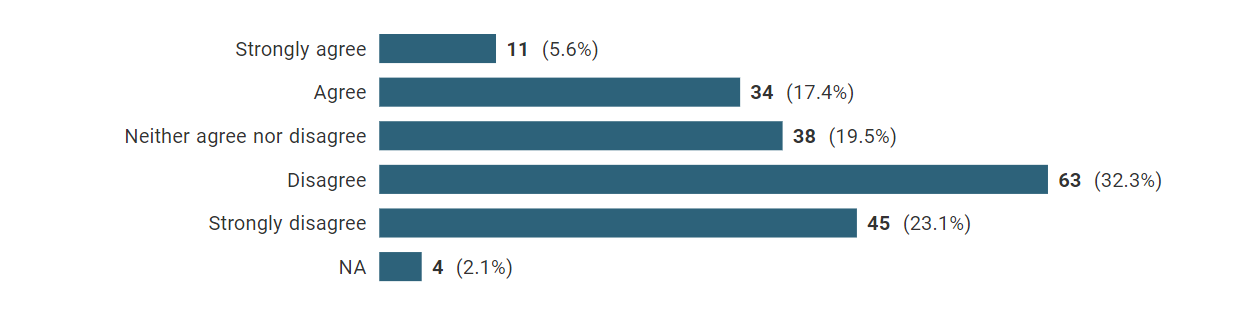 Strongly agree 11 (5.6%)
Agree 34 (17.4%)
Neither agree nor disagree 38 (19.5%)
Disagree 63 (32.3%)
Strongly disagree 45 (23.1%)
NA 4 (2.1%)